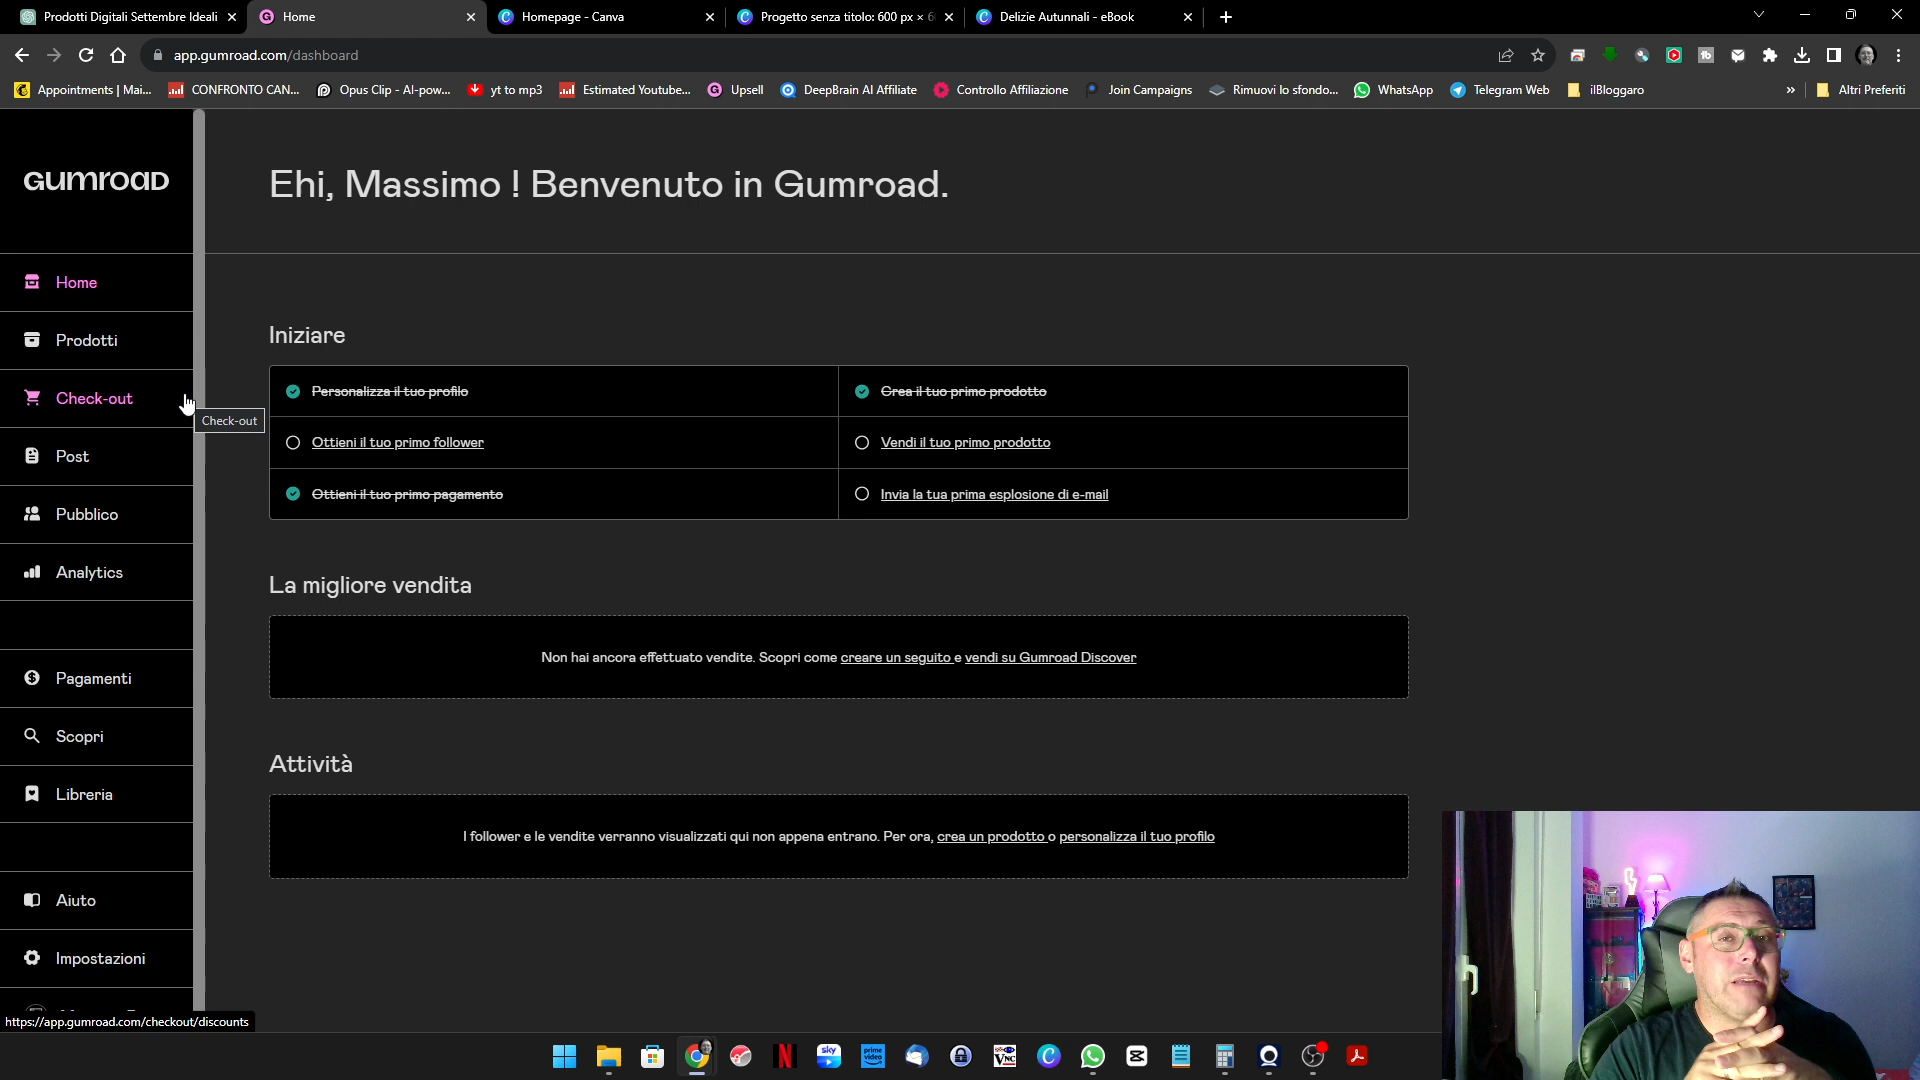 Prodotti Digitali Settembre Ideali
Home
Homepage - Canva
Progetto senza titolo: 600 px × 6
Delizie Autunnali - eBook
app.gumroad.com/dashboard
Appointments | Mai...
CONFRONTO CAN...
Opus Clip - AI-pow...
yt to mp3
Estimated Youtube...
Upsell
DeepBrain AI Affiliate
Controllo Affiliazione
Join Campaigns
Rimuovi lo sfondo...
WhatsApp
Telegram Web
ilBloggaro
»
Altri Preferiti
GUMROAD
Ehi, Massimo ! Benvenuto in Gumroad.
Home
Prodotti
Check-out
Check-out
Post
Pubblico
Analytics
Pagamenti
Scopri
Libreria
Aiuto
Impostazioni
https://app.gumroad.com/checkout/discounts
Iniziare
Personalizza il tuo profilo
Crea il tuo primo prodotto
Ottieni il tuo primo follower
Vendi il tuo primo prodotto
Ottieni il tuo primo pagamento
Invia la tua prima esplosione di e-mail
La migliore vendita
Non hai ancora effettuato vendite. Scopri come creare un seguito e vendi su Gumroad Discover
Attività
I follower e le vendite verranno visualizzati qui non appena entrano. Per ora, crea un prodotto o personalizza il tuo profilo
sky
prime video
VNC